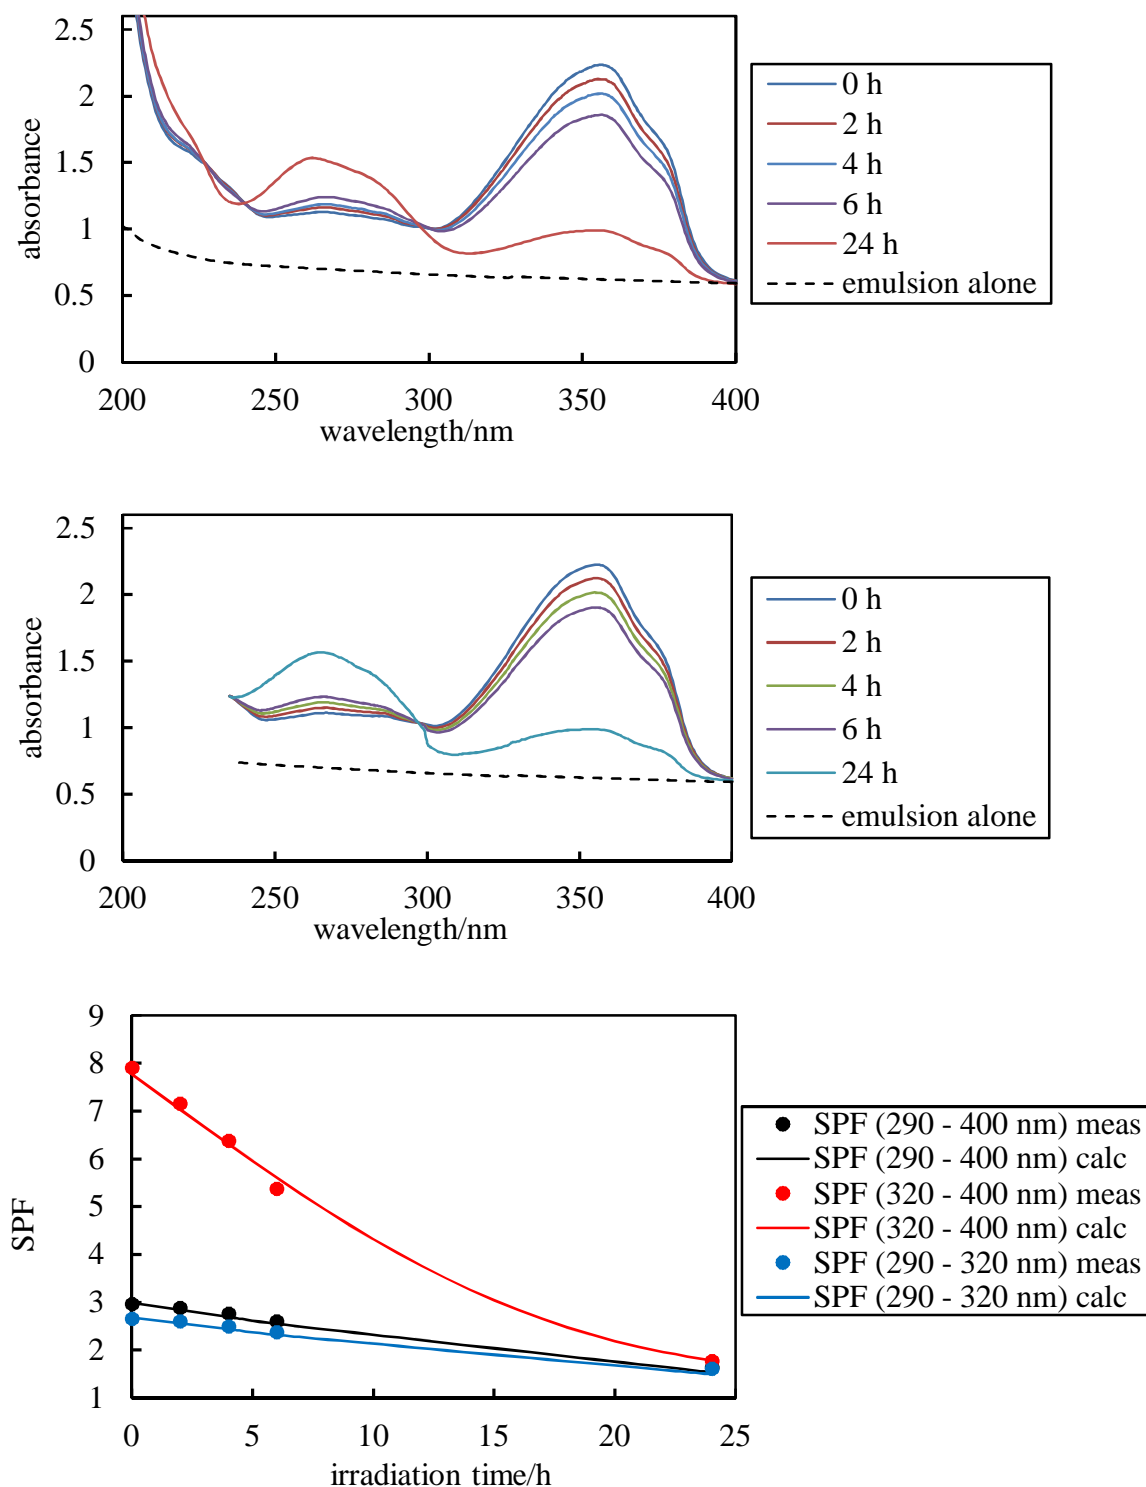 2.5
2
1.5
1
0.5
0
absorbance
200 250 300 350 400
wavelength/nm
0 h
2 h
4 h
6 h
24 h
emulsion alone
2.5
2
1.5
1
0.5
0
absorbance
200 250 300 350 400
wavelength/nm
0 h
2 h
4 h
6 h
24 h
emulsion alone
9
8
7
6
5
4
3
2
1
SPF
0 5 10 15 20 25
irradiation time/h
SPF (290 - 400 nm) meas
SPF (290 - 400 nm) calc
SPF (320 - 400 nm) meas
SPF (320 - 400 nm) calc
SPF (290 - 320 nm) meas
SPF (290 - 320 nm) calc